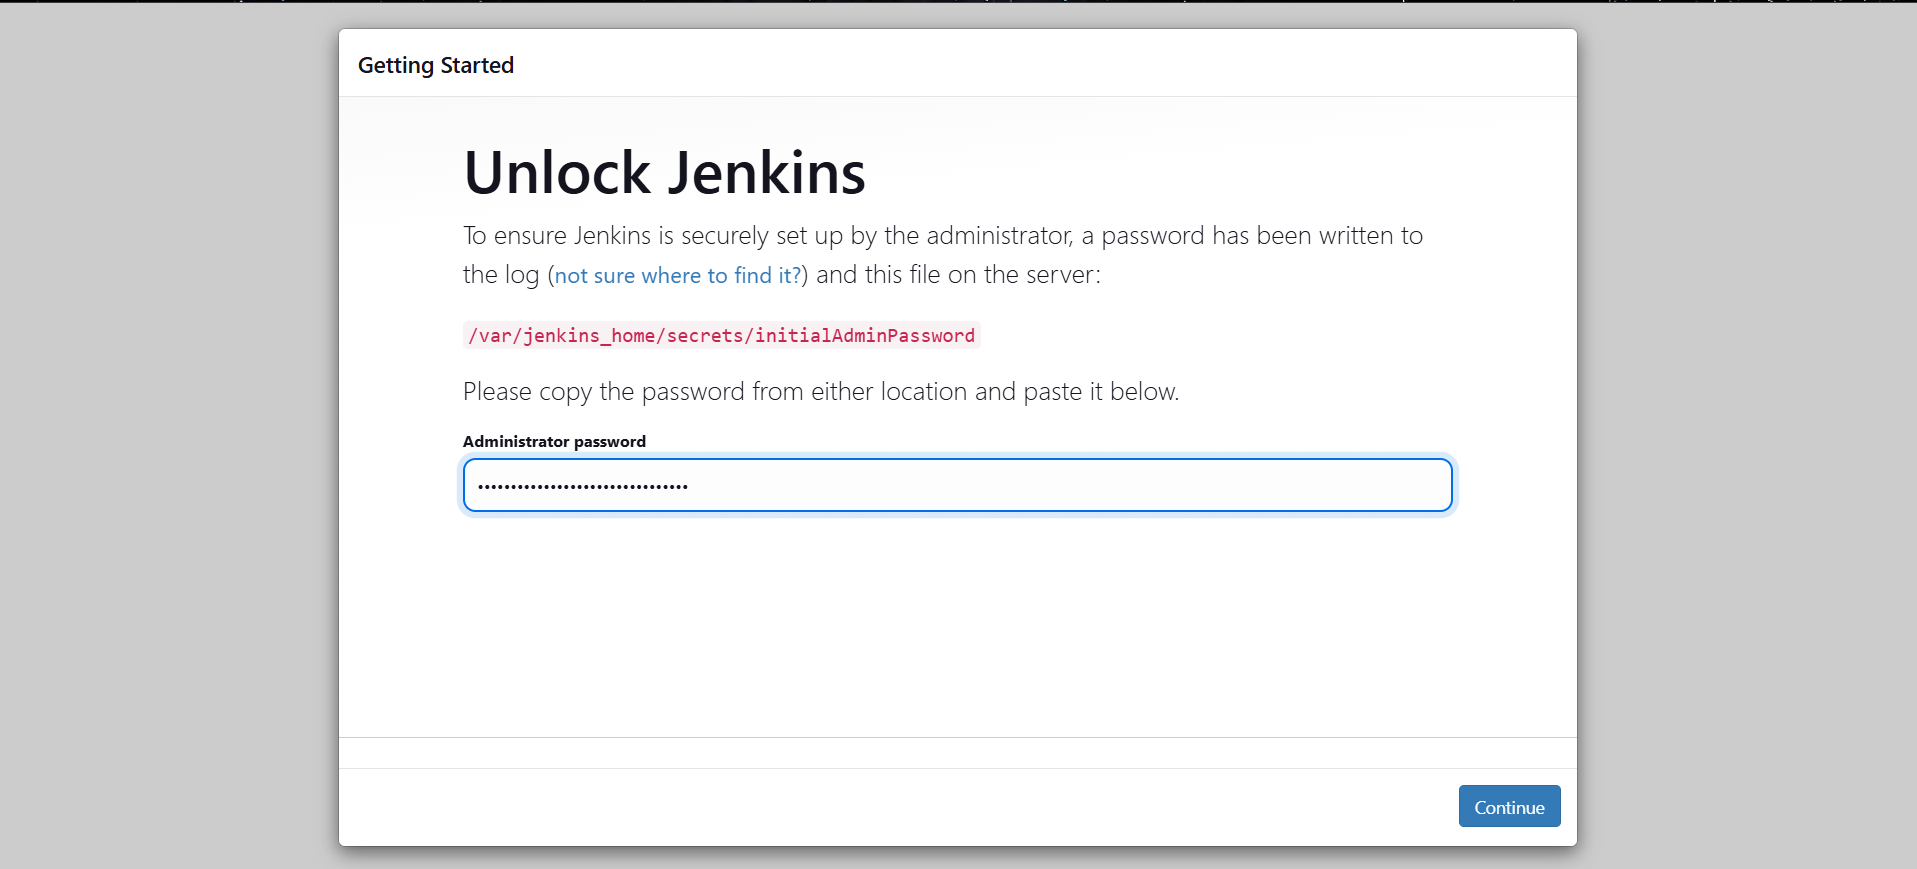 Getting Started
Unlock Jenkins
To ensure Jenkins is securely set up by the administrator, a password has been written to
the log (not sure where to find it?) and this file on the server:
/var/jenkins_home/secrets/initialAdminPassword
Please copy the password from either location and paste it below.
Administrator password
••••••••••••••••••••••••••••••••
Continue